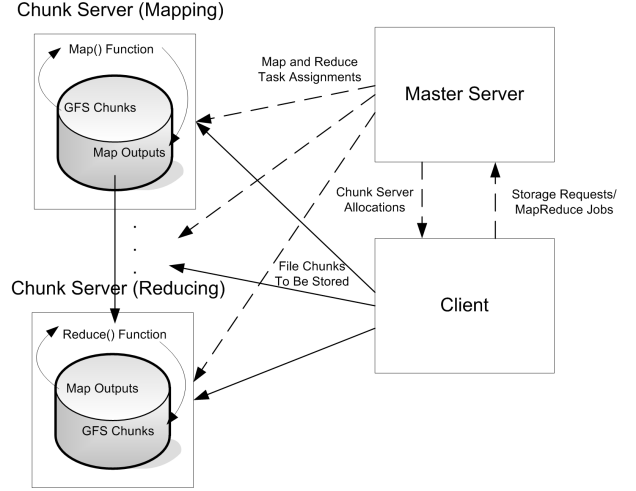 Chunk Server (Mapping)
Map() Function
GFS Chunks
Map Outputs
Map and Reduce
Task Assignments
Master Server
Chunk Server
Allocations
Storage Requests/
MapReduce Jobs
File Chunks
To Be Stored
Client
Chunk Server (Reducing)
Reduce() Function
Map Outputs
GFS Chunks